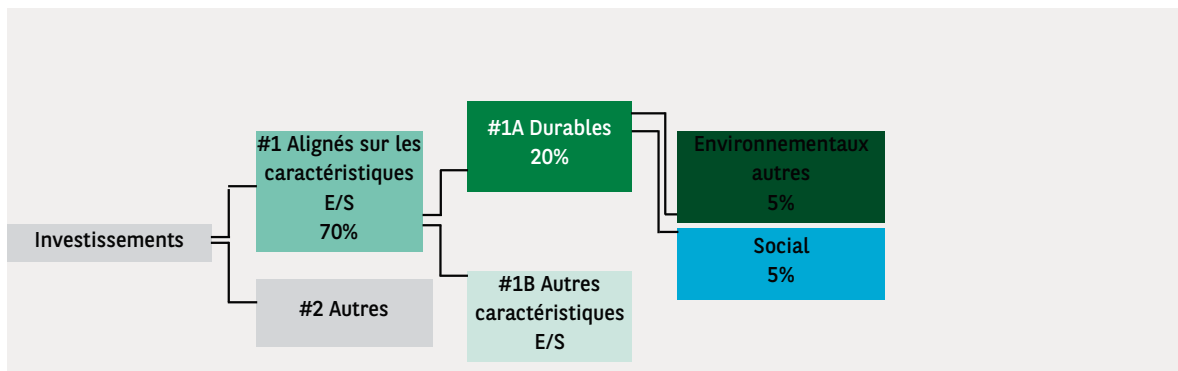 Investissements
#1 Alignés sur les
caractéristiques
E/S
70%
#2 Autres
#1A Durables
20%
#1B Autres
caractéristiques
E/S
Environnementaux
autres
5%
Social
5%